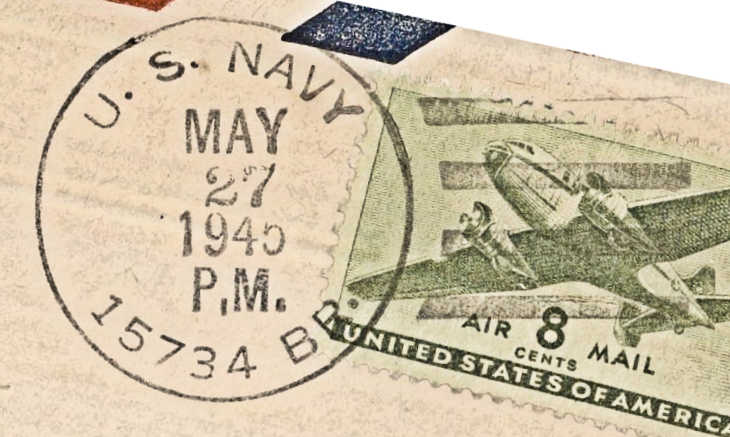 U. S. NAVY
MAY
27
1945
P.M.
15734 BR.
AIR 8 MAIL
CENTS
UNITED STATES OF AMERICA